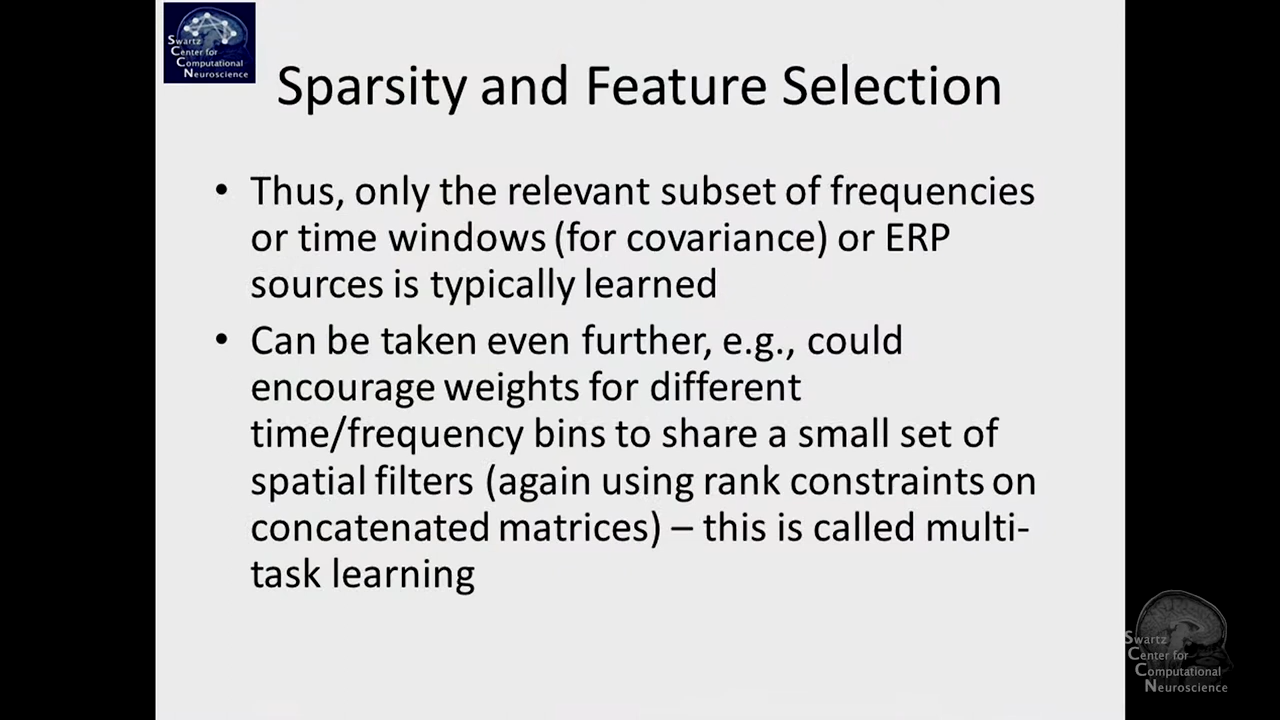 Swartz
Center for
Computational
Neuroscience
Sparsity and Feature Selection
• Thus, only the relevant subset of frequencies
or time windows (for covariance) or ERP
sources is typically learned
• Can be taken even further, e.g., could
encourage weights for different
time/frequency bins to share a small set of
spatial filters (again using rank constraints on
concatenated matrices) – this is called multi-
task learning
Swartz
Center for
Computational
Neuroscience